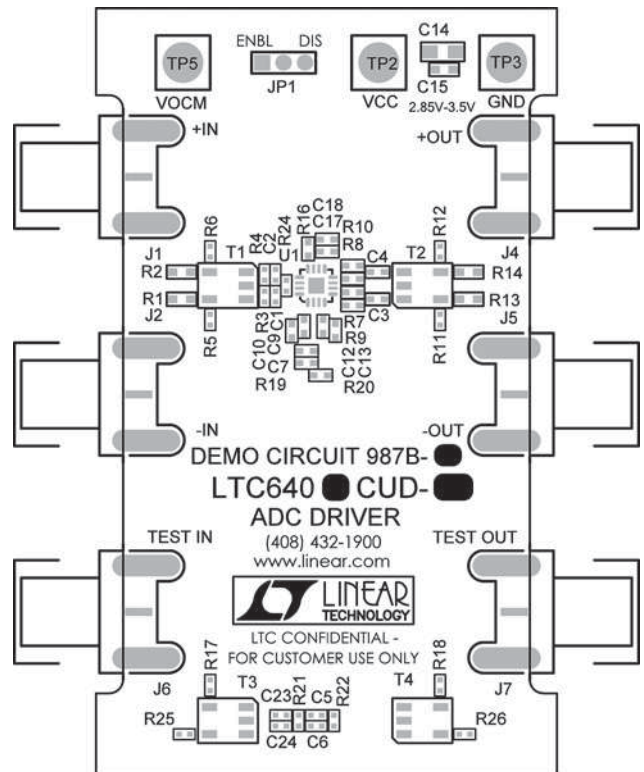 C14
ENBL DIS
TP5
TP2
TP3
JP1
C15
VOCM
VCC
2.85V-3.5V
GND
+IN
+OUT
R6
R4
C2
R24
R16
C18
C17
R10
R8
R12
J1
T1
U1
C4
T2
J4
R2
R14
R1
R13
J2
R3
C1
C3
J5
R5
C10
C9
R7
R9
C12
C13
R11
C7
R19
R20
-IN
-OUT
DEMO CIRCUIT 987B-
LTC640 CUD-
ADC DRIVER
(408) 432-1900
www.linear.com
TEST IN
TEST OUT
LT LINEAR
TECHNOLOGY
LTC CONFIDENTIAL -
FOR CUSTOMER USE ONLY
R17
R18
J6
T3
C23
R21
C5
R22
T4
J7
R25
C24
C6
R26